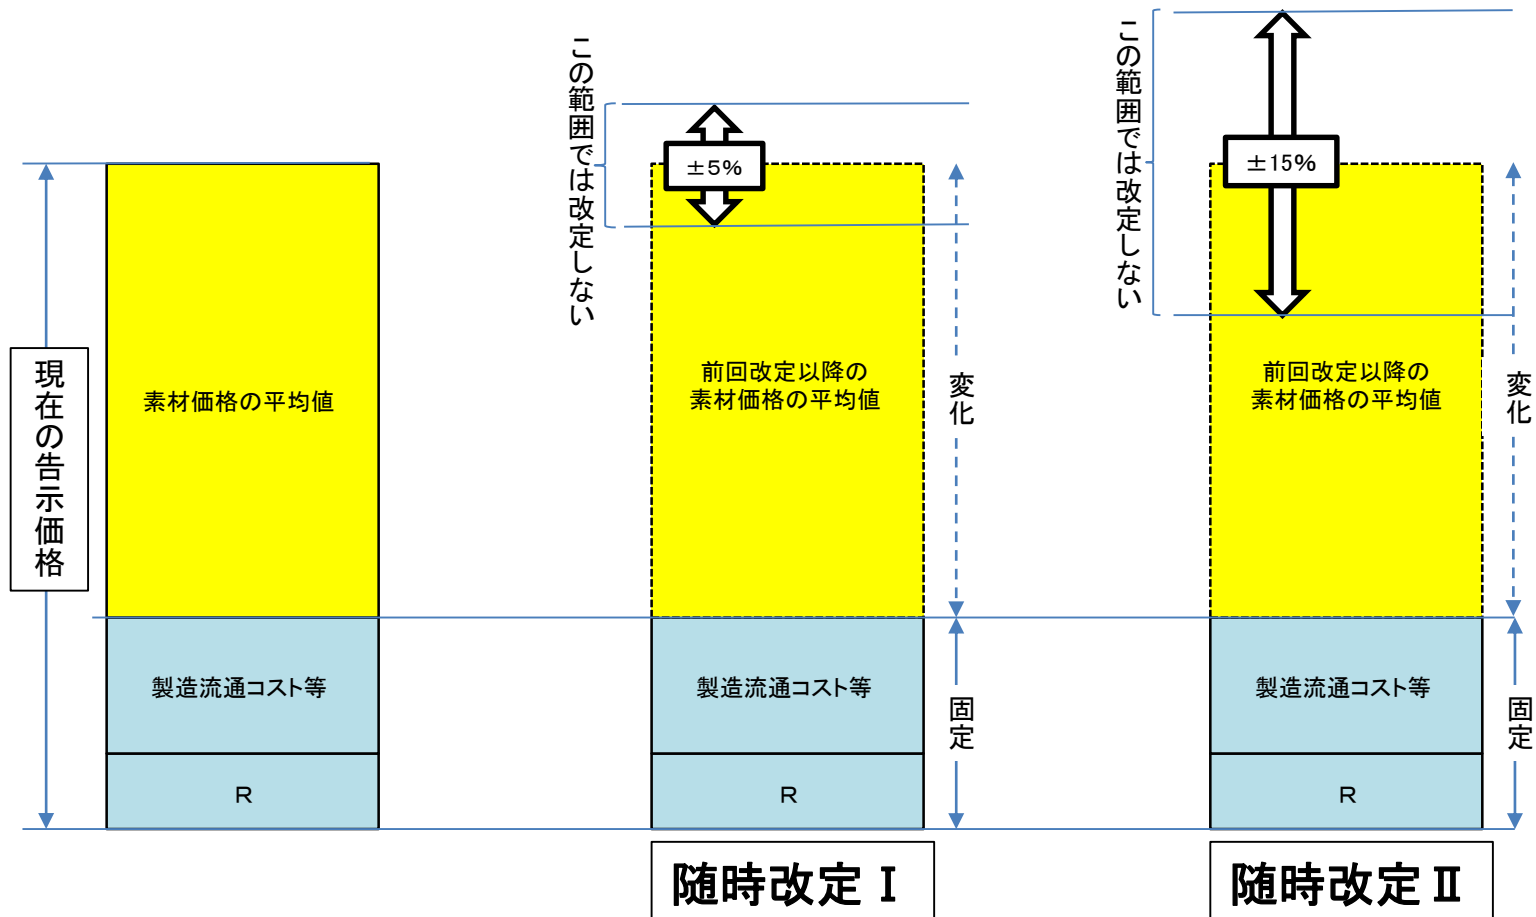 現在の告示価格
素材価格の平均値
製造流通コスト等
R
この範囲では改定しない
±5%
前回改定以降の
素材価格の平均値
変化
製造流通コスト等
固定
R
随時改定Ⅰ
この範囲では改定しない
±15%
前回改定以降の
素材価格の平均値
変化
製造流通コスト等
固定
R
随時改定Ⅱ